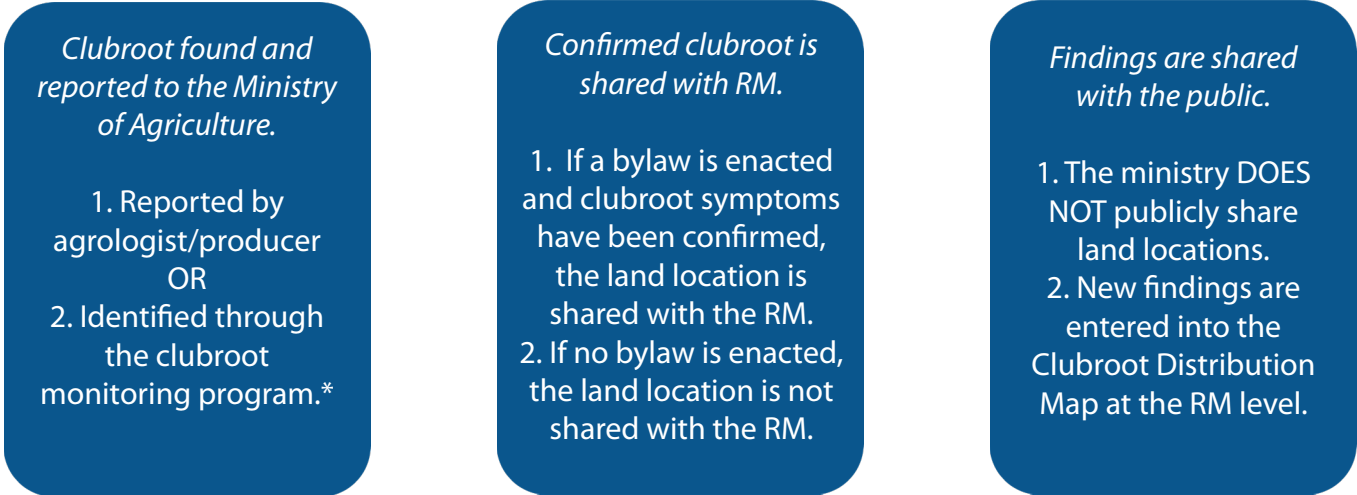 Clubroot found and
reported to the Ministry
of Agriculture.
1. Reported by
agrologist/producer
OR
2. Identified through
the clubroot
monitoring program.*
Confirmed clubroot is
shared with RM.
1. If a bylaw is enacted
and clubroot symptoms
have been confirmed,
the land location is
shared with the RM.
2. If no bylaw is enacted,
the land location is not
shared with the RM.
Findings are shared
with the public.
1. The ministry DOES
NOT publicly share
land locations.
2. New findings are
entered into the
Clubroot Distribution
Map at the RM level.